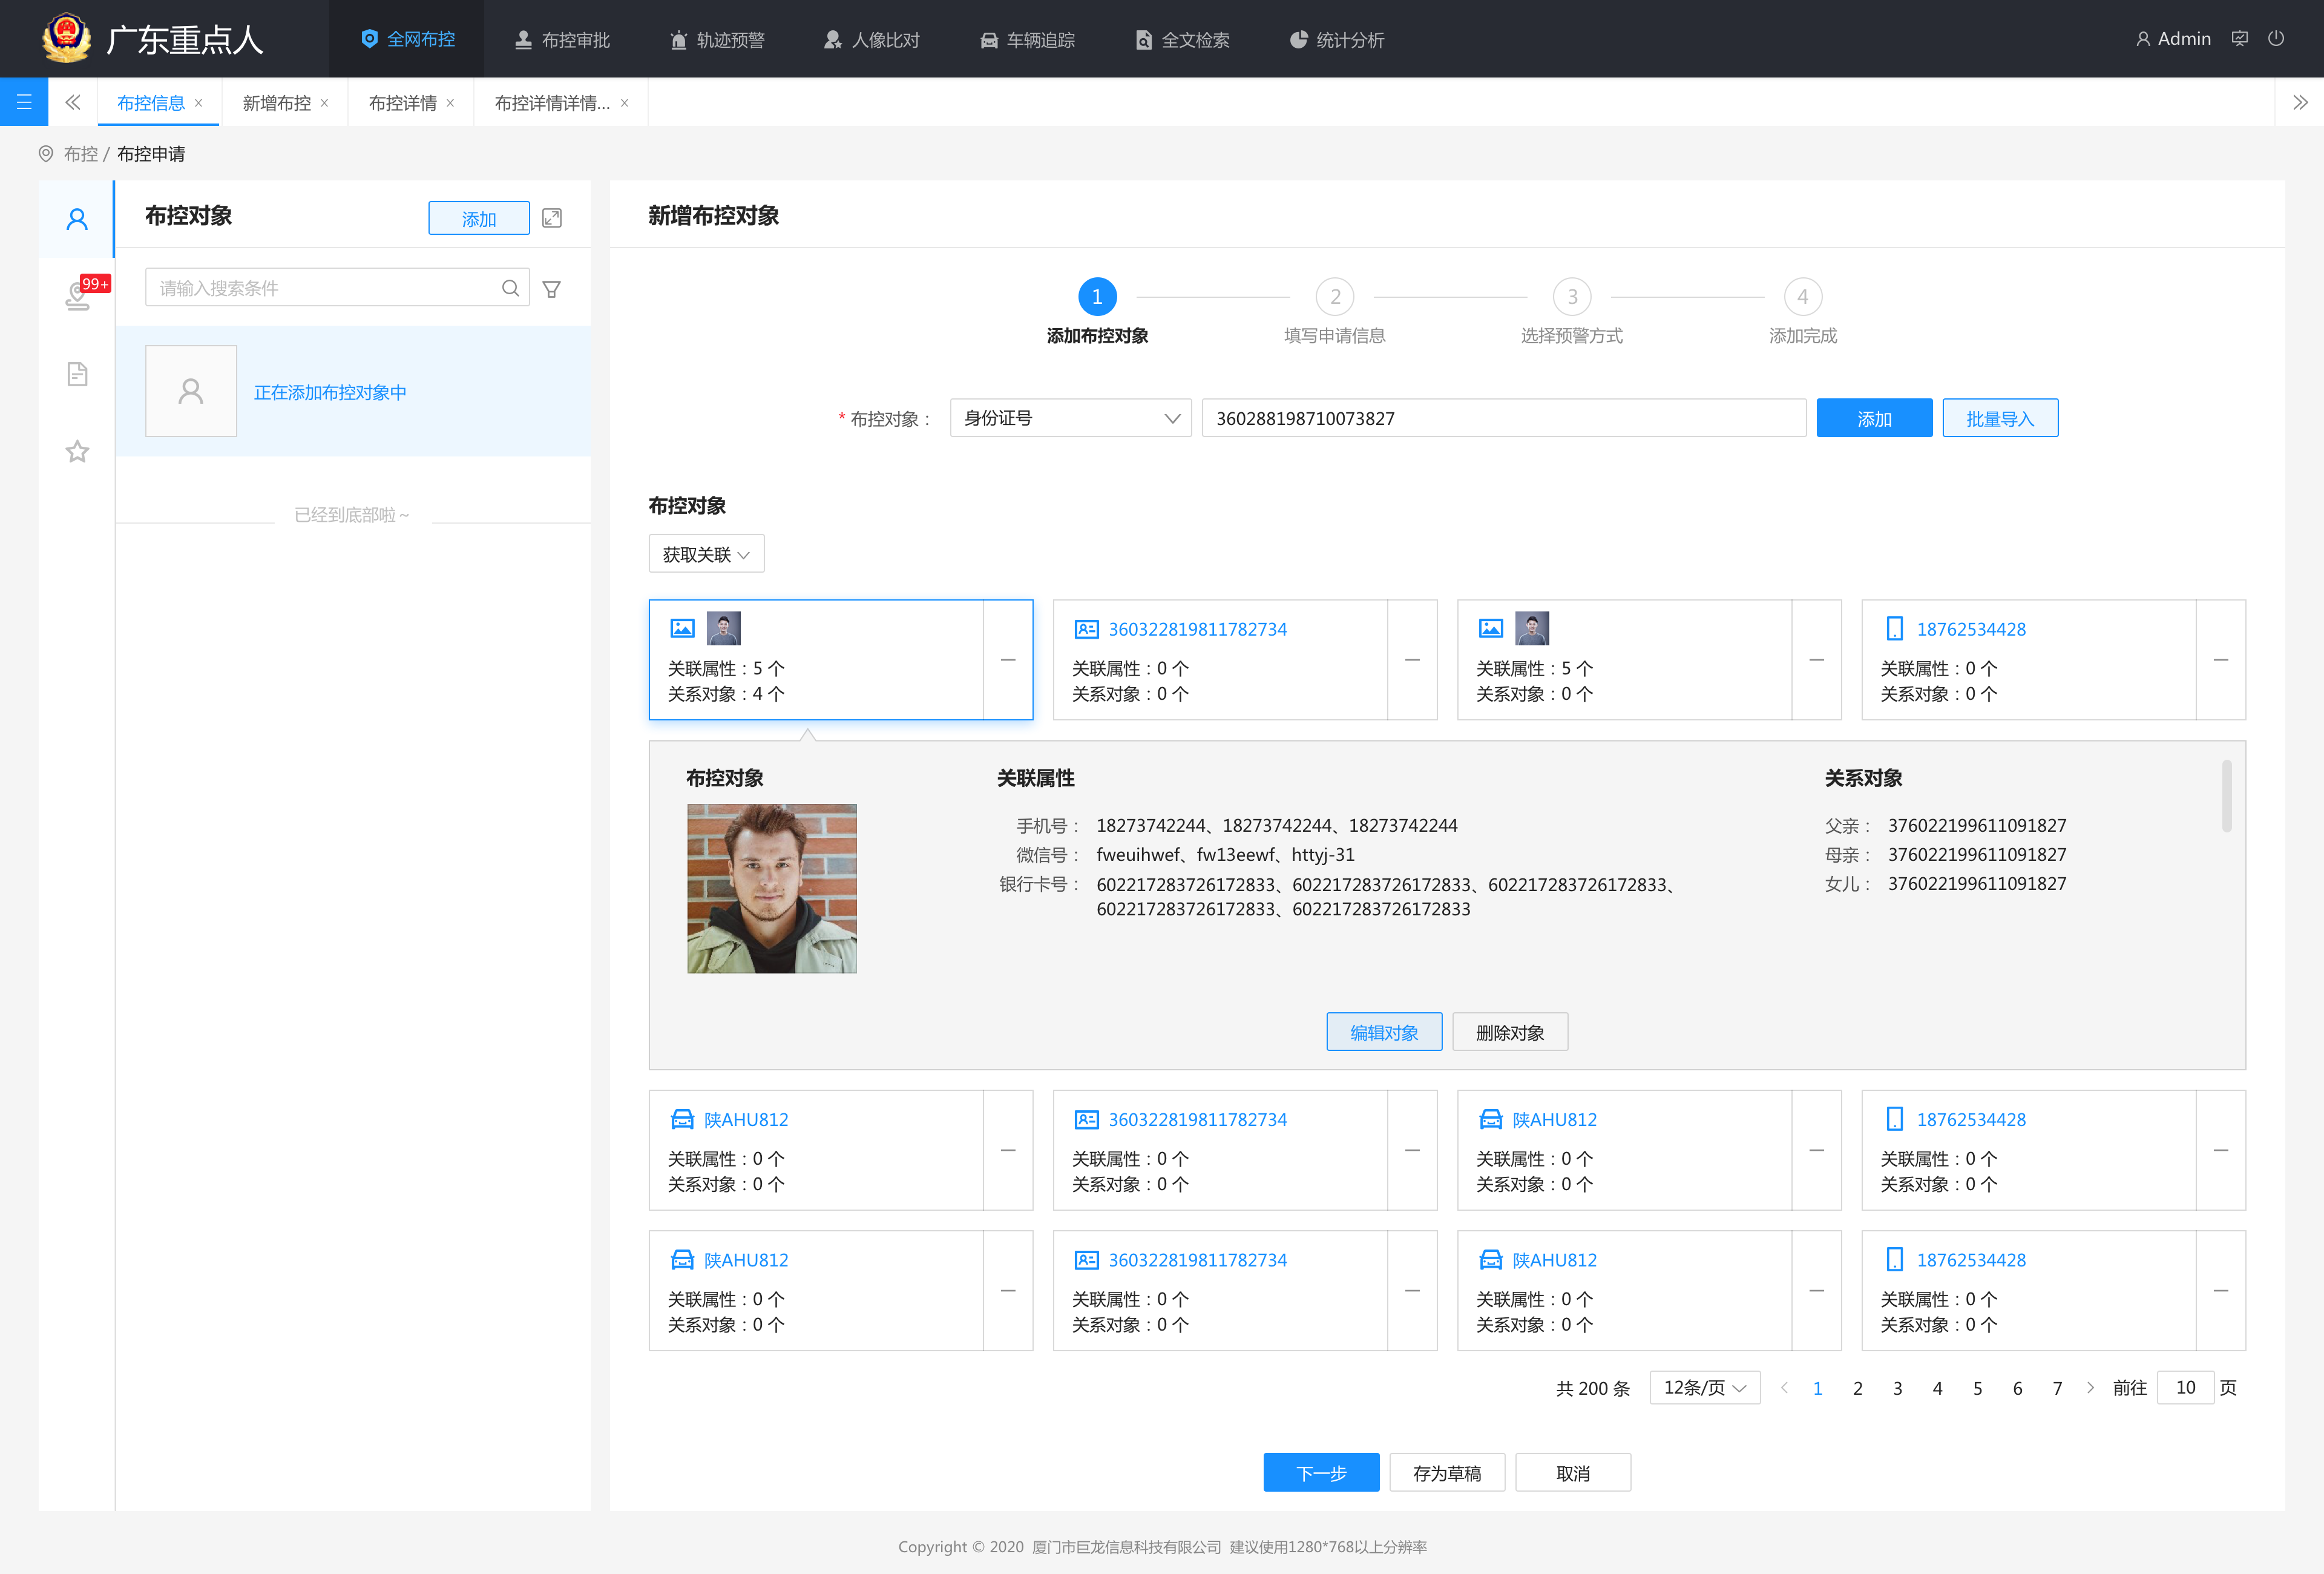 广东重点人
全网布控
布控审批
轨迹预警
人像比对
车辆追踪
全文检索
统计分析
Admin
布控信息 ×
新增布控 ×
布控详情 ×
布控详情详情... ×
布控 / 布控申请
99+
布控对象
添加
请输入搜索条件
正在添加布控对象中
已经到底部啦 ~
新增布控对象
1
2
3
4
添加布控对象
填写申请信息
选择预警方式
添加完成
* 布控对象：
身份证号
360288198710073827
添加
批量导入
布控对象
获取关联
关联属性：5 个
关系对象：4 个
360322819811782734
关联属性：0 个
关系对象：0 个
关联属性：5 个
关系对象：0 个
18762534428
关联属性：0 个
关系对象：0 个
布控对象
关联属性
手机号： 18273742244、18273742244、18273742244
微信号： fweuihwef、fw13eewf、httyj-31
银行卡号： 602217283726172833、602217283726172833、602217283726172833、
602217283726172833、602217283726172833
关系对象
父亲： 376022199611091827
母亲： 376022199611091827
女儿： 376022199611091827
编辑对象
删除对象
陕AHU812
关联属性：0 个
关系对象：0 个
360322819811782734
关联属性：0 个
关系对象：0 个
陕AHU812
关联属性：0 个
关系对象：0 个
18762534428
关联属性：0 个
关系对象：0 个
陕AHU812
关联属性：0 个
关系对象：0 个
360322819811782734
关联属性：0 个
关系对象：0 个
陕AHU812
关联属性：0 个
关系对象：0 个
18762534428
关联属性：0 个
关系对象：0 个
共 200 条 12条/页 1 2 3 4 5 6 7 前往 10 页
下一步
存为草稿
取消
Copyright © 2020 厦门市巨龙信息科技有限公司 建议使用1280*768以上分辨率